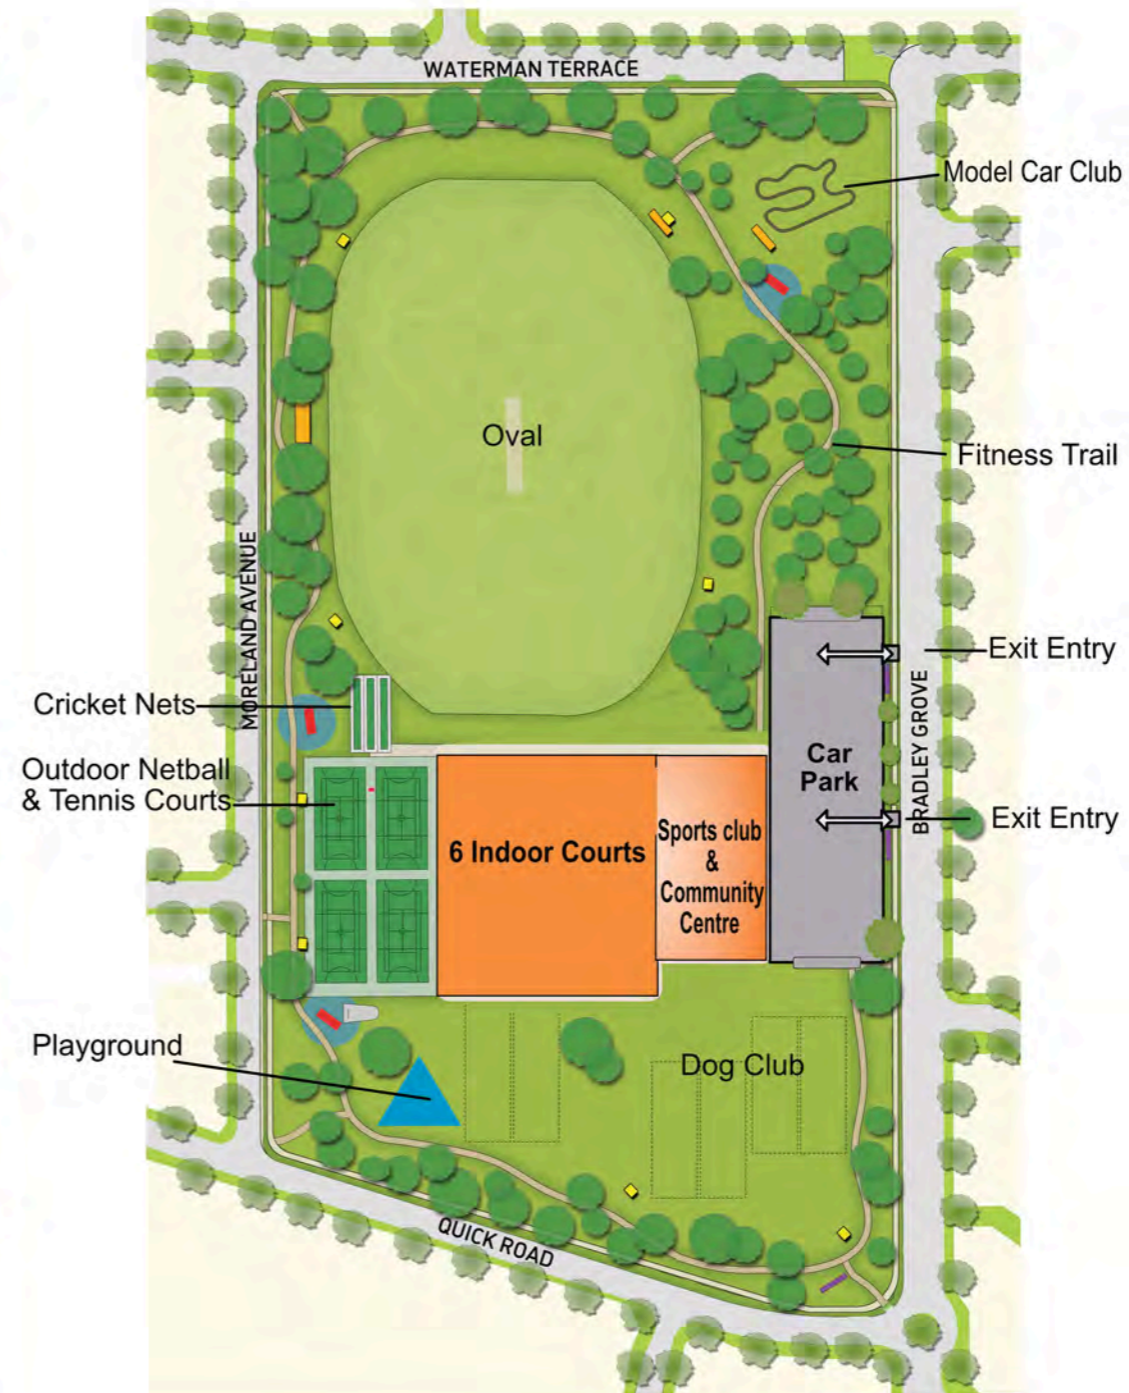 WATERMAN TERRACE
Model Car Club
Oval
Fitness Trail
MORELAND AVENUE
Exit Entry
Cricket Nets
BRADLEY GROVE
Car
Park
Outdoor Netball
& Tennis Courts
Exit Entry
6 Indoor Courts
Sports club
&
Community
Centre
Playground
Dog Club
QUICK ROAD